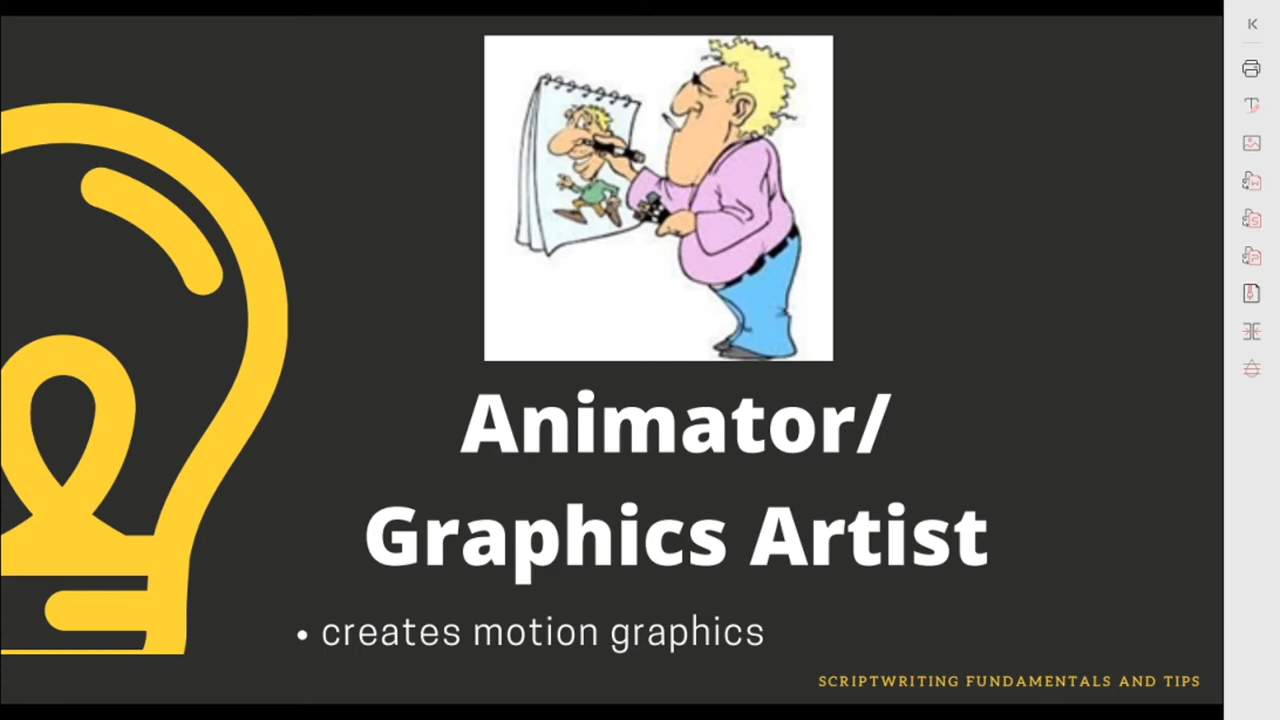 Animator/
Graphics Artist
• creates motion graphics
SCRIPTWRITING FUNDAMENTALS AND TIPS